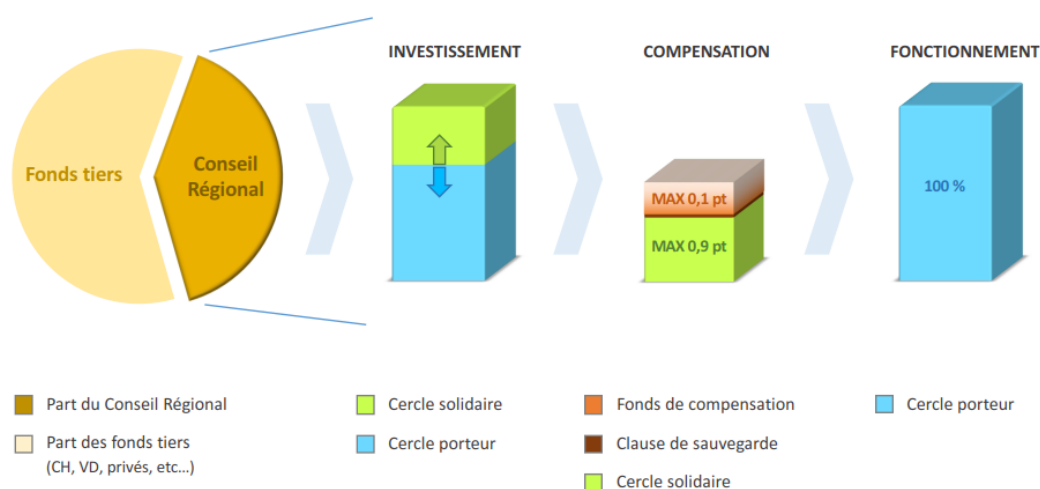 INVESTISSEMENT
COMPENSATION
FONCTIONNEMENT
Fonds tiers
Conseil
Régional
MAX 0,1 pt
MAX 0,9 pt
100 %
Part du Conseil Régional
Part des fonds tiers
(CH, VD, privés, etc...)
Cercle solidaire
Cercle porteur
Fonds de compensation
Clause de sauvegarde
Cercle solidaire
Cercle porteur